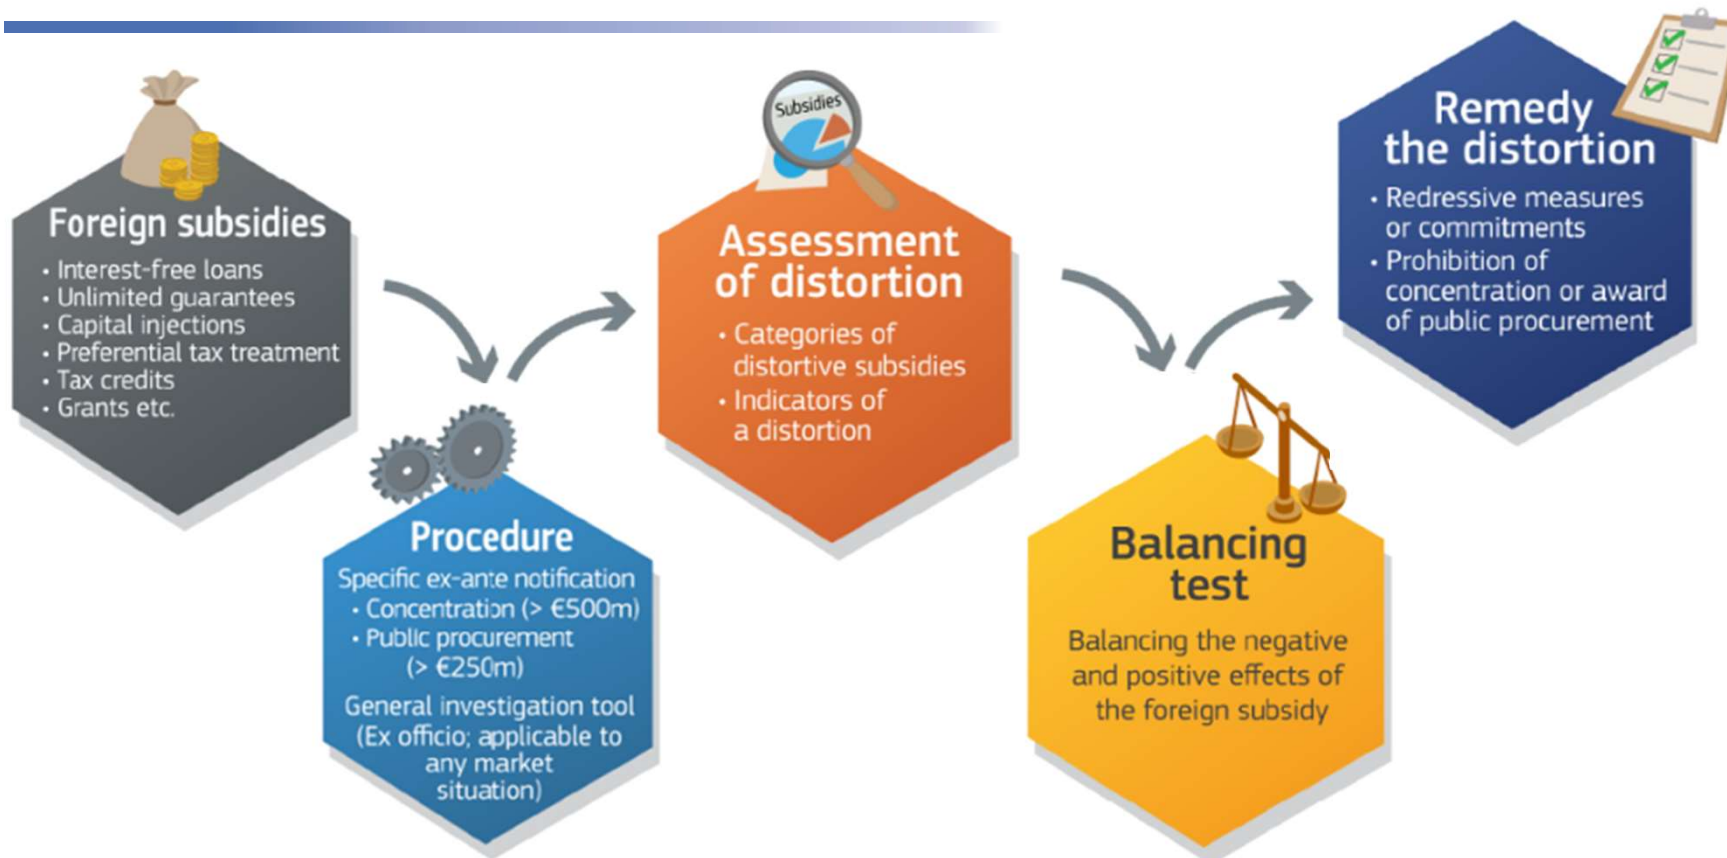 Foreign subsidies
• Interest-free loans
• Unlimited guarantees
• Capital injections
• Preferential tax treatment
• Tax credits
• Grants etc.
Procedure
Specific ex-ante notification
• Concentration (> €500m)
• Public procurement
(> €250m)
General investigation tool
(Ex officio; applicable to
any market
situation)
Subsidies
Assessment
of distortion
• Categories of
distortive subsidies
• Indicators of
a distortion
Balancing
test
Balancing the negative
and positive effects of
the foreign subsidy
Remedy
the distortion
• Redressive measures
or commitments
• Prohibition of
concentration or award
of public procurement